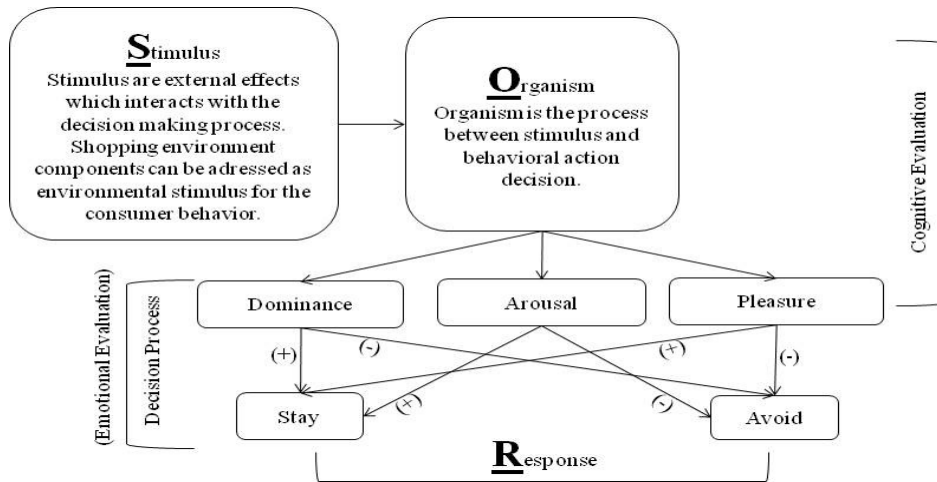 Stimulus
Stimulus are external effects
which interacts with the
decision making process.
Shopping environment
components can be adressed as
environmental stimulus for the
consumer behavior.
Organism
Organism is the process
between stimulus and
behavioral action
decision.
Cognitive Evaluation
(Emotional Evaluation)
Decision Process
Dominance
Arousal
Pleasure
(+)
(-)
(+)
(-)
(+)
(-)
Stay
Avoid
Response